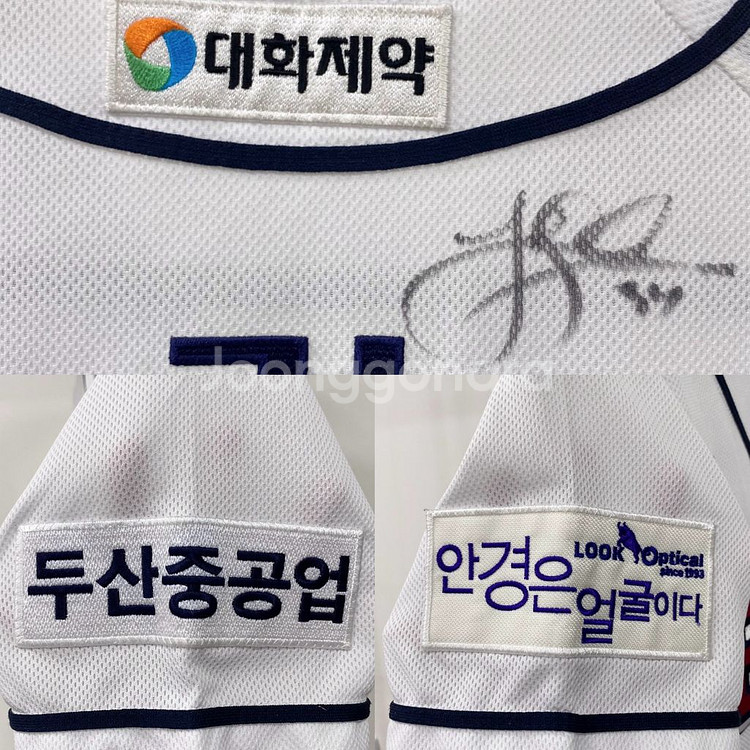 대화제약
Joonggonara
두산중공업
LOOK Optical
since 1993
안경은
얼굴이다